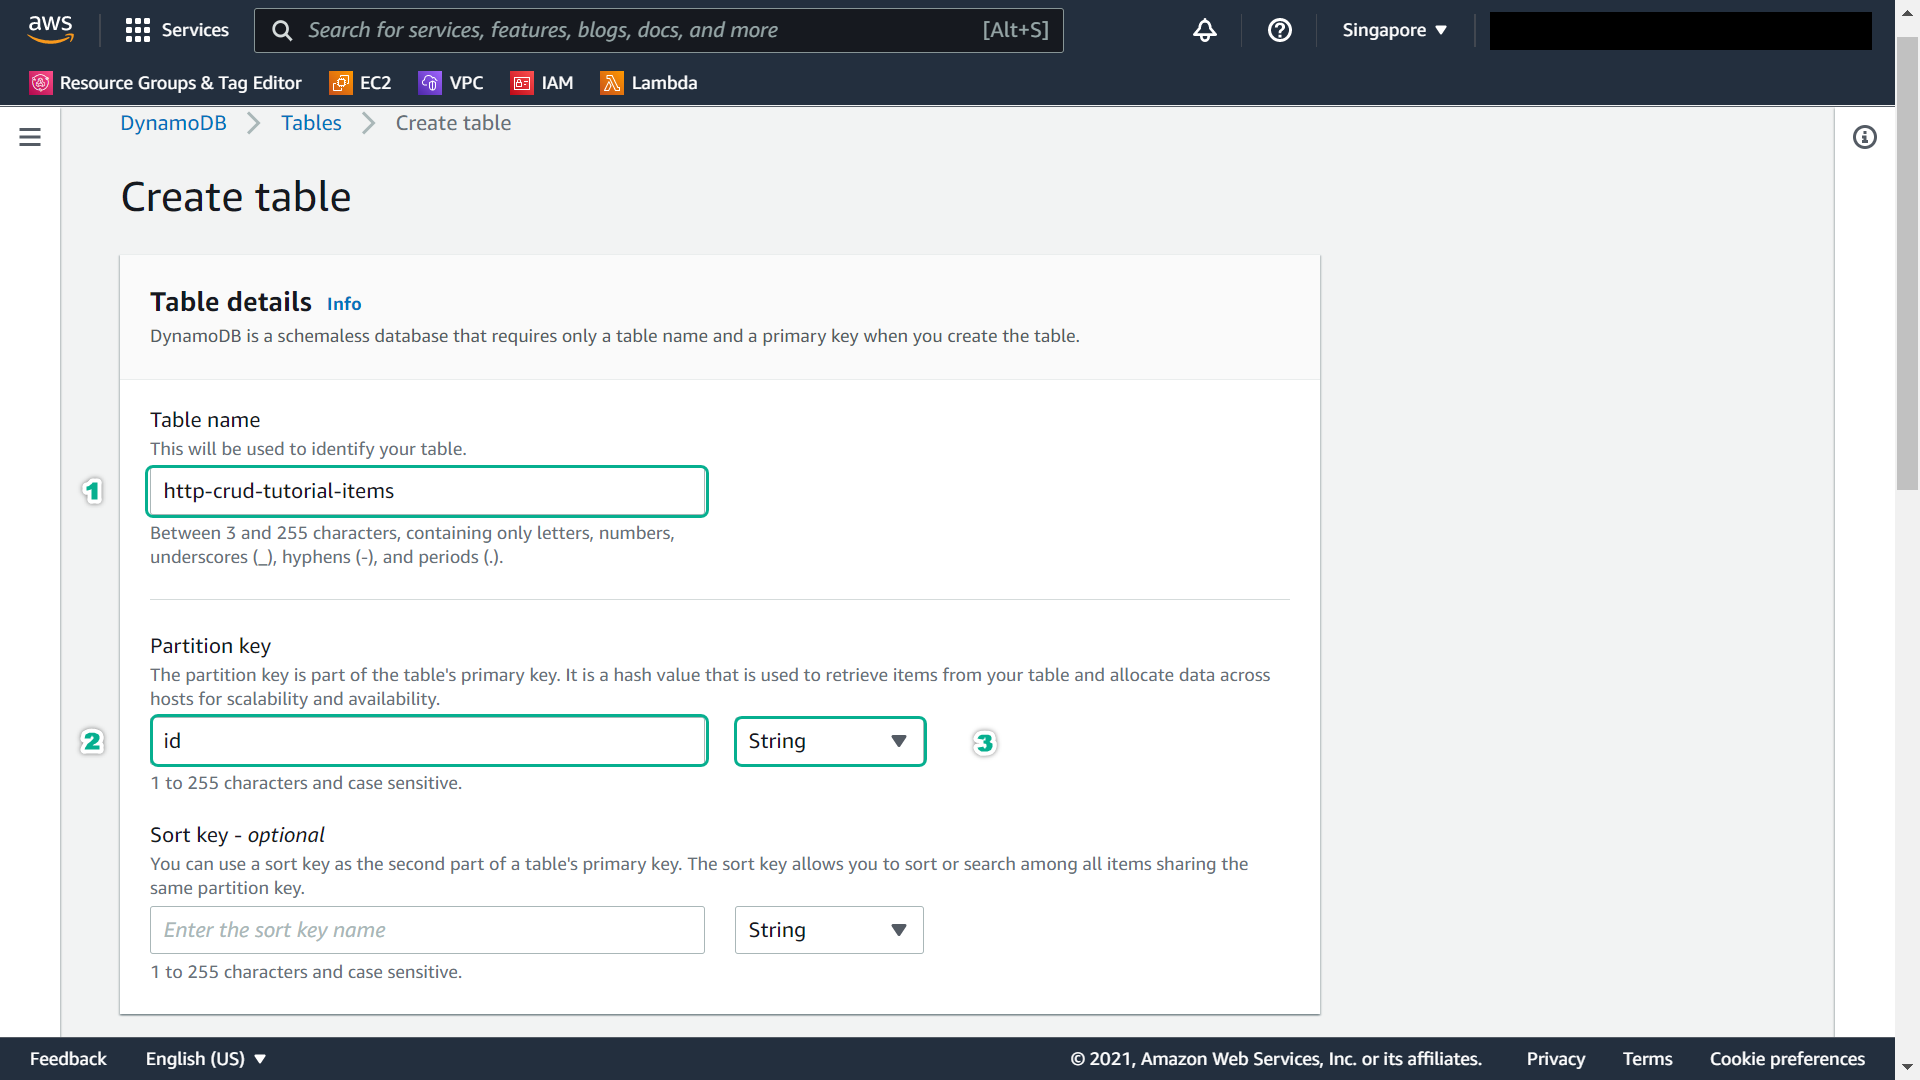 aws
Services
Search for services, features, blogs, docs, and more
[Alt+S]
Singapore
Resource Groups & Tag Editor
EC2
VPC
IAM
Lambda
DynamoDB
Tables
Create table
Create table
Table details Info
DynamoDB is a schemaless database that requires only a table name and a primary key when you create the table.
Table name
This will be used to identify your table.
1
http-crud-tutorial-items
Between 3 and 255 characters, containing only letters, numbers,
underscores (_), hyphens (-), and periods (.).
Partition key
The partition key is part of the table's primary key. It is a hash value that is used to retrieve items from your table and allocate data across
hosts for scalability and availability.
2
id
String
3
1 to 255 characters and case sensitive.
Sort key - optional
You can use a sort key as the second part of a table's primary key. The sort key allows you to sort or search among all items sharing the
same partition key.
Enter the sort key name
String
1 to 255 characters and case sensitive.
Feedback
English (US)
© 2021, Amazon Web Services, Inc. or its affiliates.
Privacy
Terms
Cookie preferences